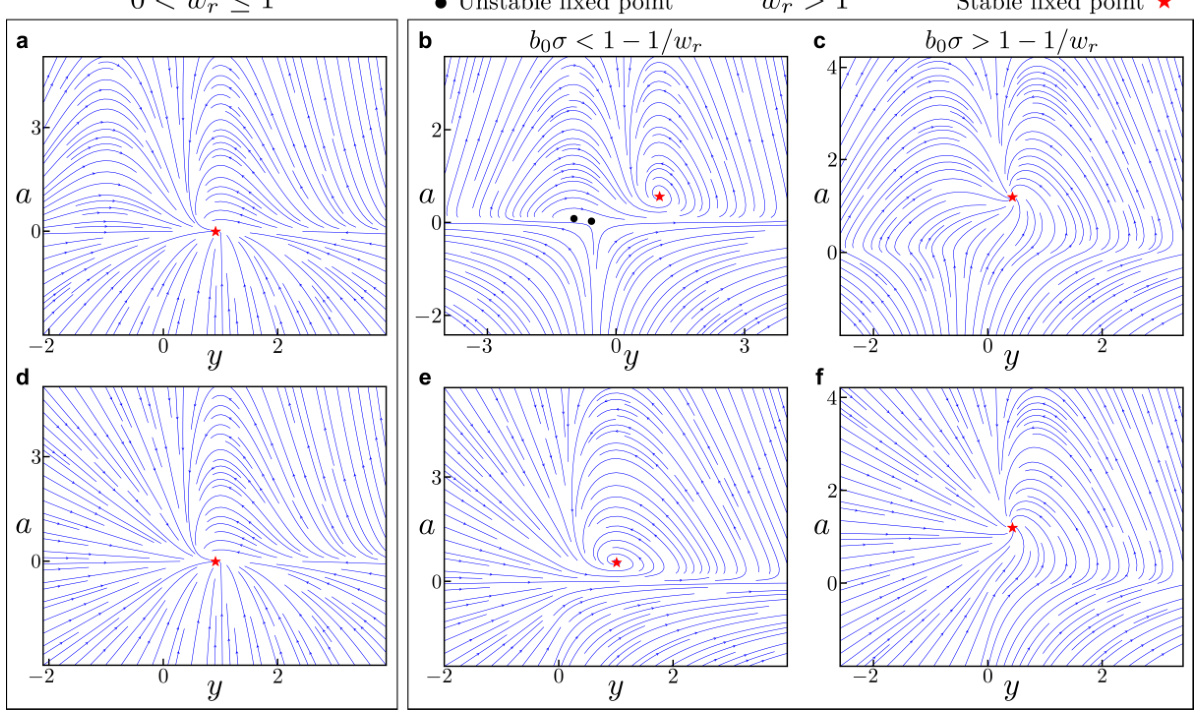 0 < w_r ≤ 1
● Unstable fixed point w_r > 1 Stable fixed point ★
a
3
0
a
−2 0 2
y
b b_0σ < 1 − 1/w_r
2
0
−2
a
−3 0 3
y
c b_0σ > 1 − 1/w_r
4
2
0
a
−2 0 2
y
d
3
0
a
−2 0 2
y
e
3
0
a
0 2
y
f
4
2
0
a
−2 0 2
y